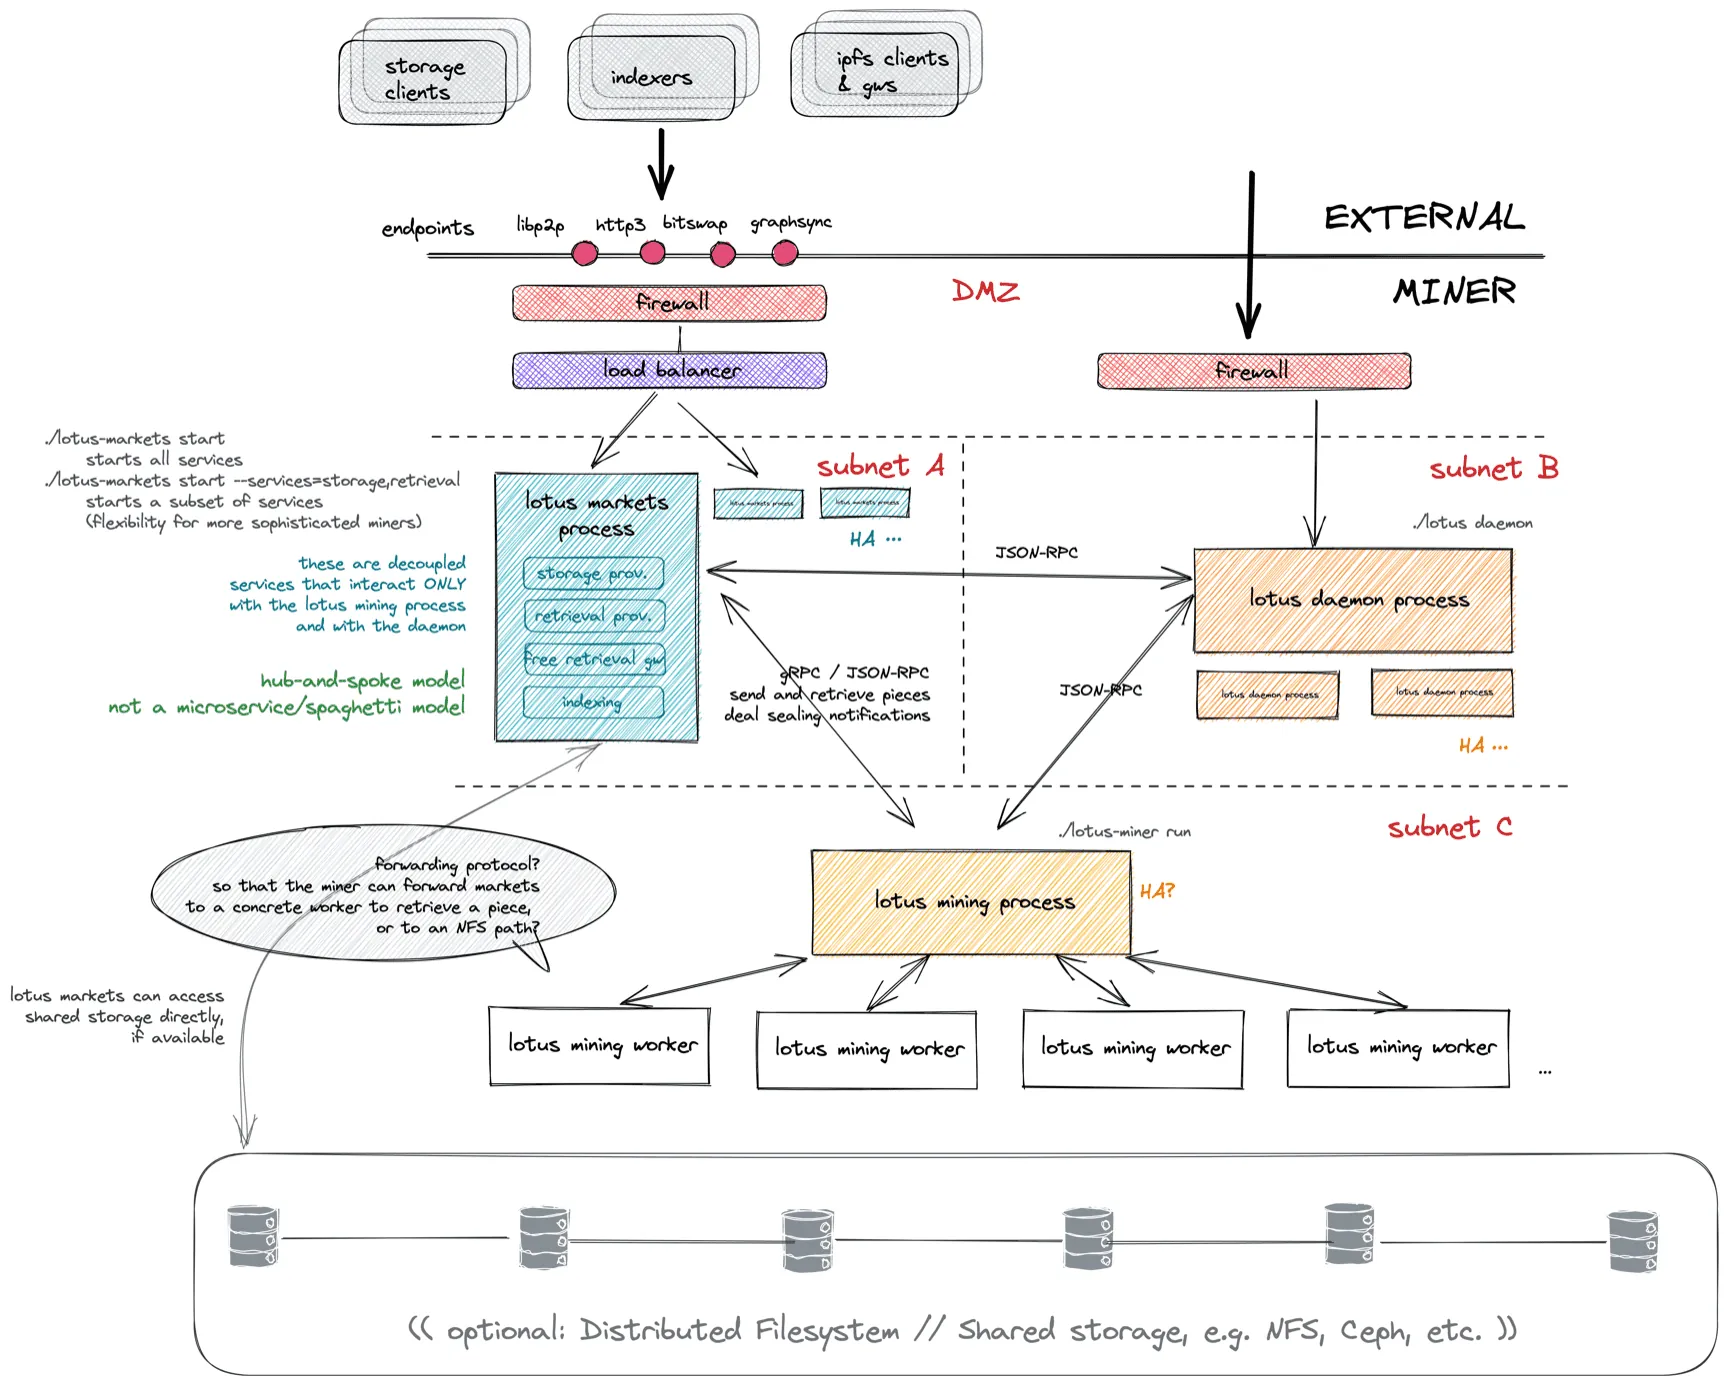 storage
clients
indexers
ipfs clients
& gws
endpoints
libp2p
http3
bitswap
graphsync
EXTERNAL
MINER
DMZ
firewall
load balancer
firewall
./lotus-markets start
starts all services
./lotus-markets start --services=storage,retrieval
starts a subset of services
(flexibility for more sophisticated miners)
these are decoupled
services that interact ONLY
with the lotus mining process
and with the daemon
hub-and-spoke model
not a microservice/spaghetti model
subnet A
lotus markets
process
storage prov.
retrieval prov.
free retrieval gw
indexing
lotus markets process
lotus markets process
HA ...
subnet B
./lotus daemon
JSON-RPC
lotus daemon process
lotus daemon process
lotus daemon process
HA ...
gRPC / JSON-RPC
send and retrieve pieces
deal sealing notifications
JSON-RPC
subnet C
./lotus-miner run
lotus mining process
HA?
forwarding protocol?
so that the miner can forward markets
to a concrete worker to retrieve a piece,
or to an NFS path?
lotus markets can access
shared storage directly,
if available
lotus mining worker
lotus mining worker
lotus mining worker
lotus mining worker
...
(( optional: Distributed Filesystem // Shared storage, e.g. NFS, Ceph, etc. ))